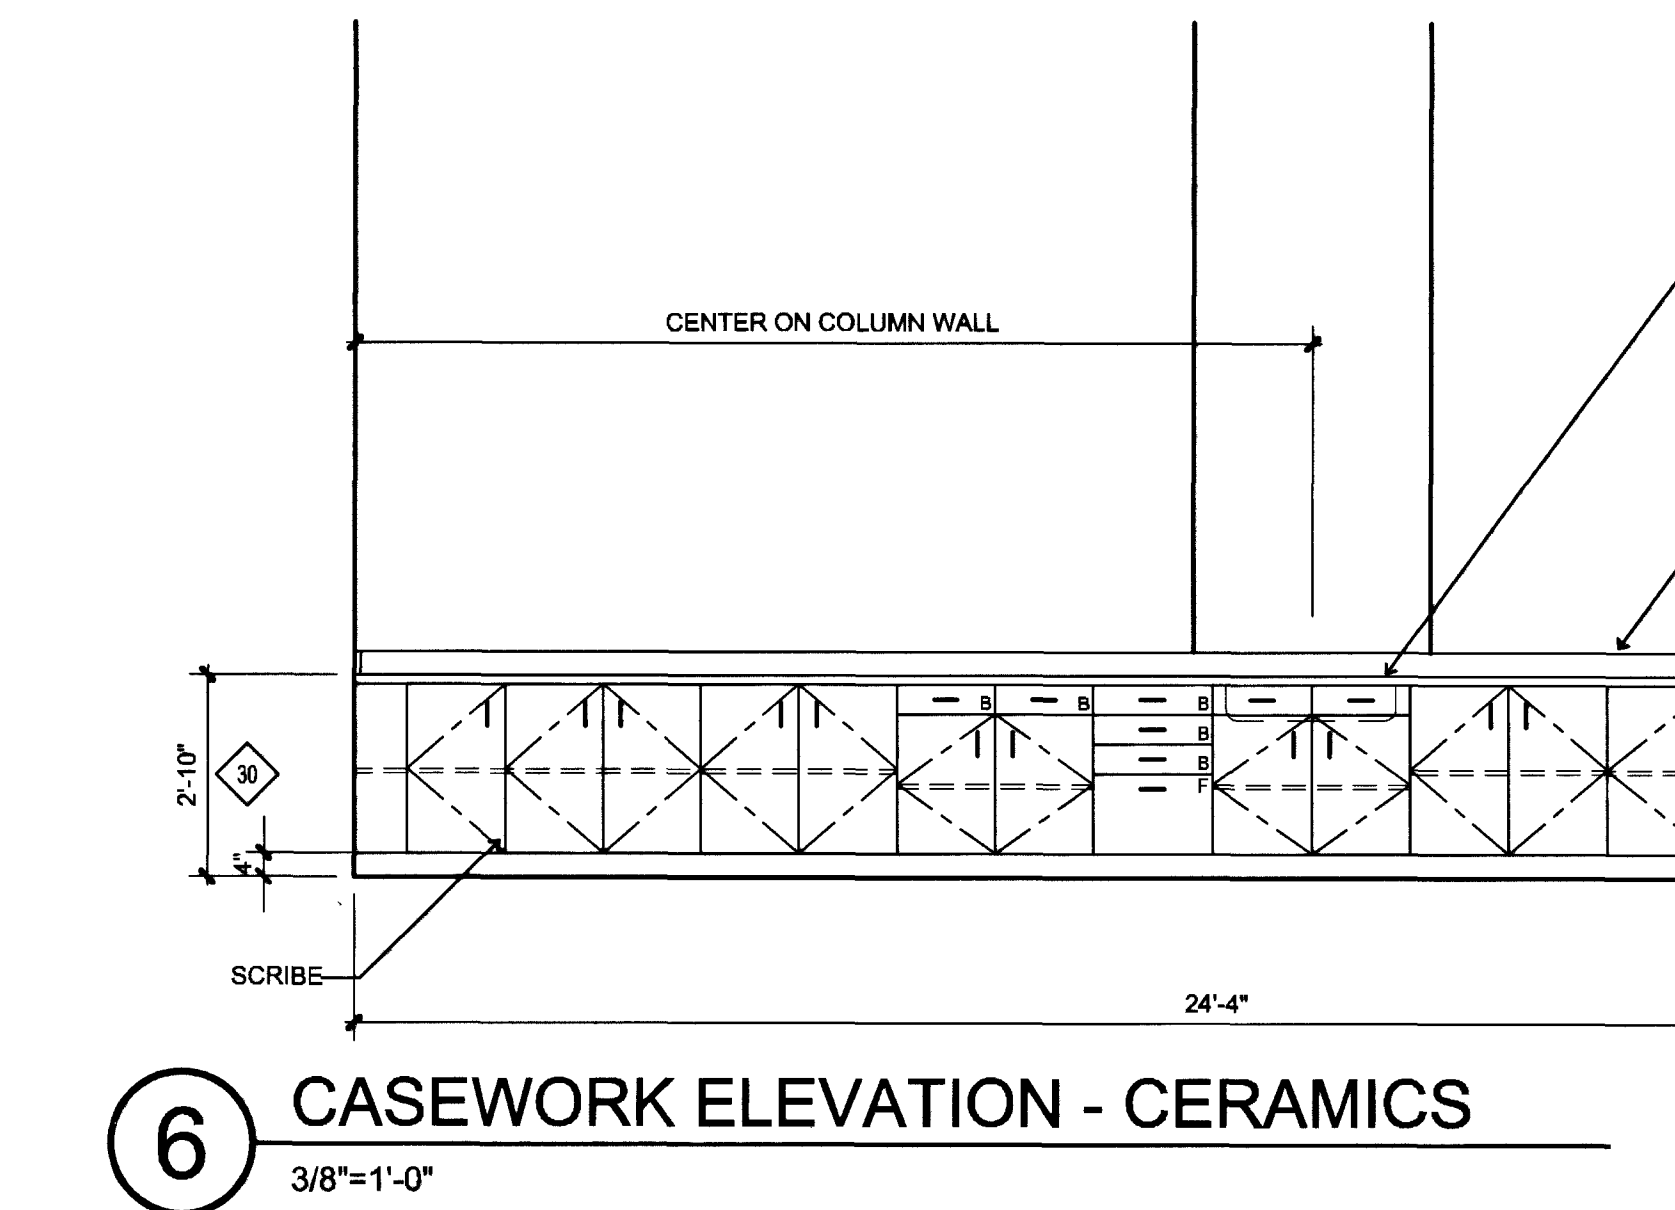 CENTER ON COLUMN WALL
B
B
B
B
B
F
2'-10"
30
4"
SCRIBE
24'-4"
6
CASEWORK ELEVATION - CERAMICS
3/8"=1'-0"